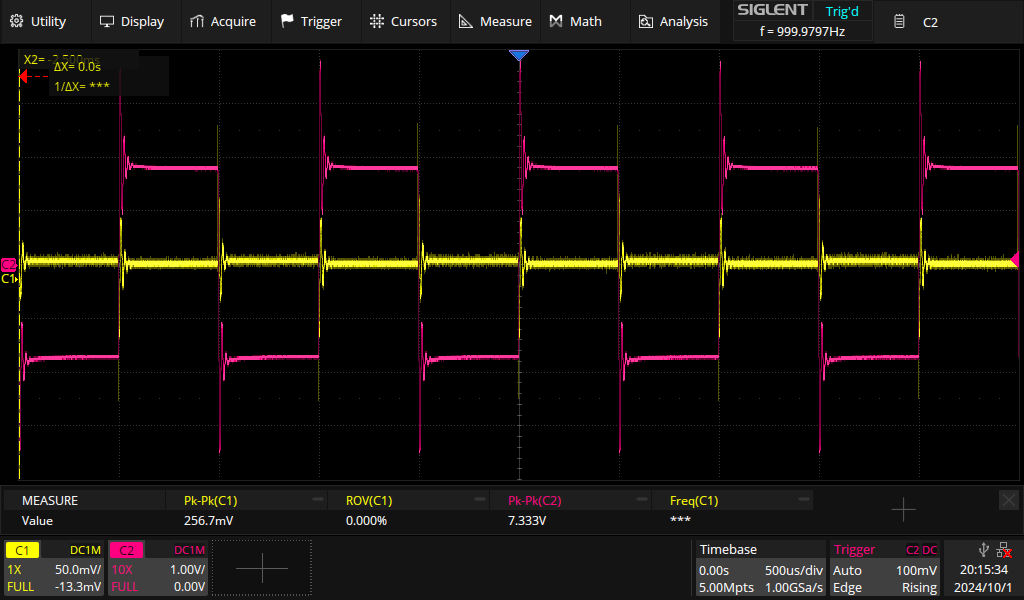 Utility Display Acquire Trigger Cursors Measure Math Analysis SIGLENT Trig'd C2
f = 999.9797Hz
X2= -2.500ms
ΔX= 0.0s
1/ΔX= ***
C2
C1
MEASURE Pk-Pk(C1) ROV(C1) Pk-Pk(C2) Freq(C1)
Value 256.7mV 0.000% 7.333V ***
C1 DC1M C2 DC1M Timebase Trigger C2 DC
1X 50.0mV/ 10X 1.00V/ 0.00s 500us/div Auto 100mV 20:15:34
FULL -13.3mV FULL 0.00V 5.00Mpts 1.00GSa/s Edge Rising 2024/10/1